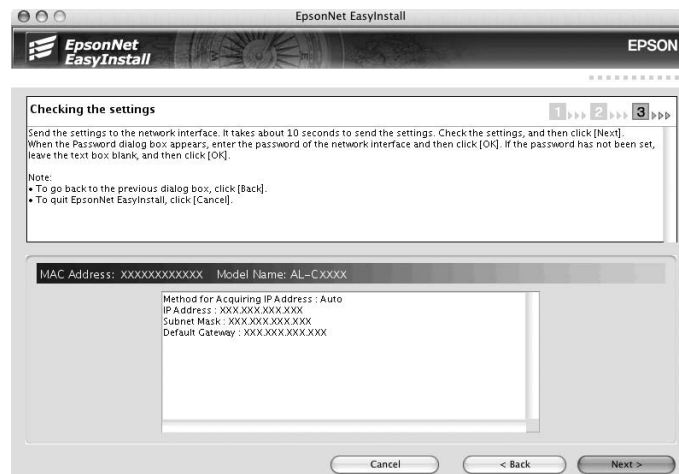 EpsonNet EasyInstall
EpsonNet
EasyInstall
EPSON
Checking the settings
1 2 3
Send the settings to the network interface. It takes about 10 seconds to send the settings. Check the settings, and then click [Next].
When the Password dialog box appears, enter the password of the network interface and then click [OK]. If the password has not been set,
leave the text box blank, and then click [OK].
Note:
• To go back to the previous dialog box, click [Back].
• To quit EpsonNet EasyInstall, click [Cancel].
MAC Address: XXXXXXXXXXXX Model Name: AL-CXXXX
Method for Acquiring IP Address : Auto
IP Address : XXX.XXX.XXX.XXX
Subnet Mask : XXX.XXX.XXX.XXX
Default Gateway : XXX.XXX.XXX.XXX
Cancel < Back Next >